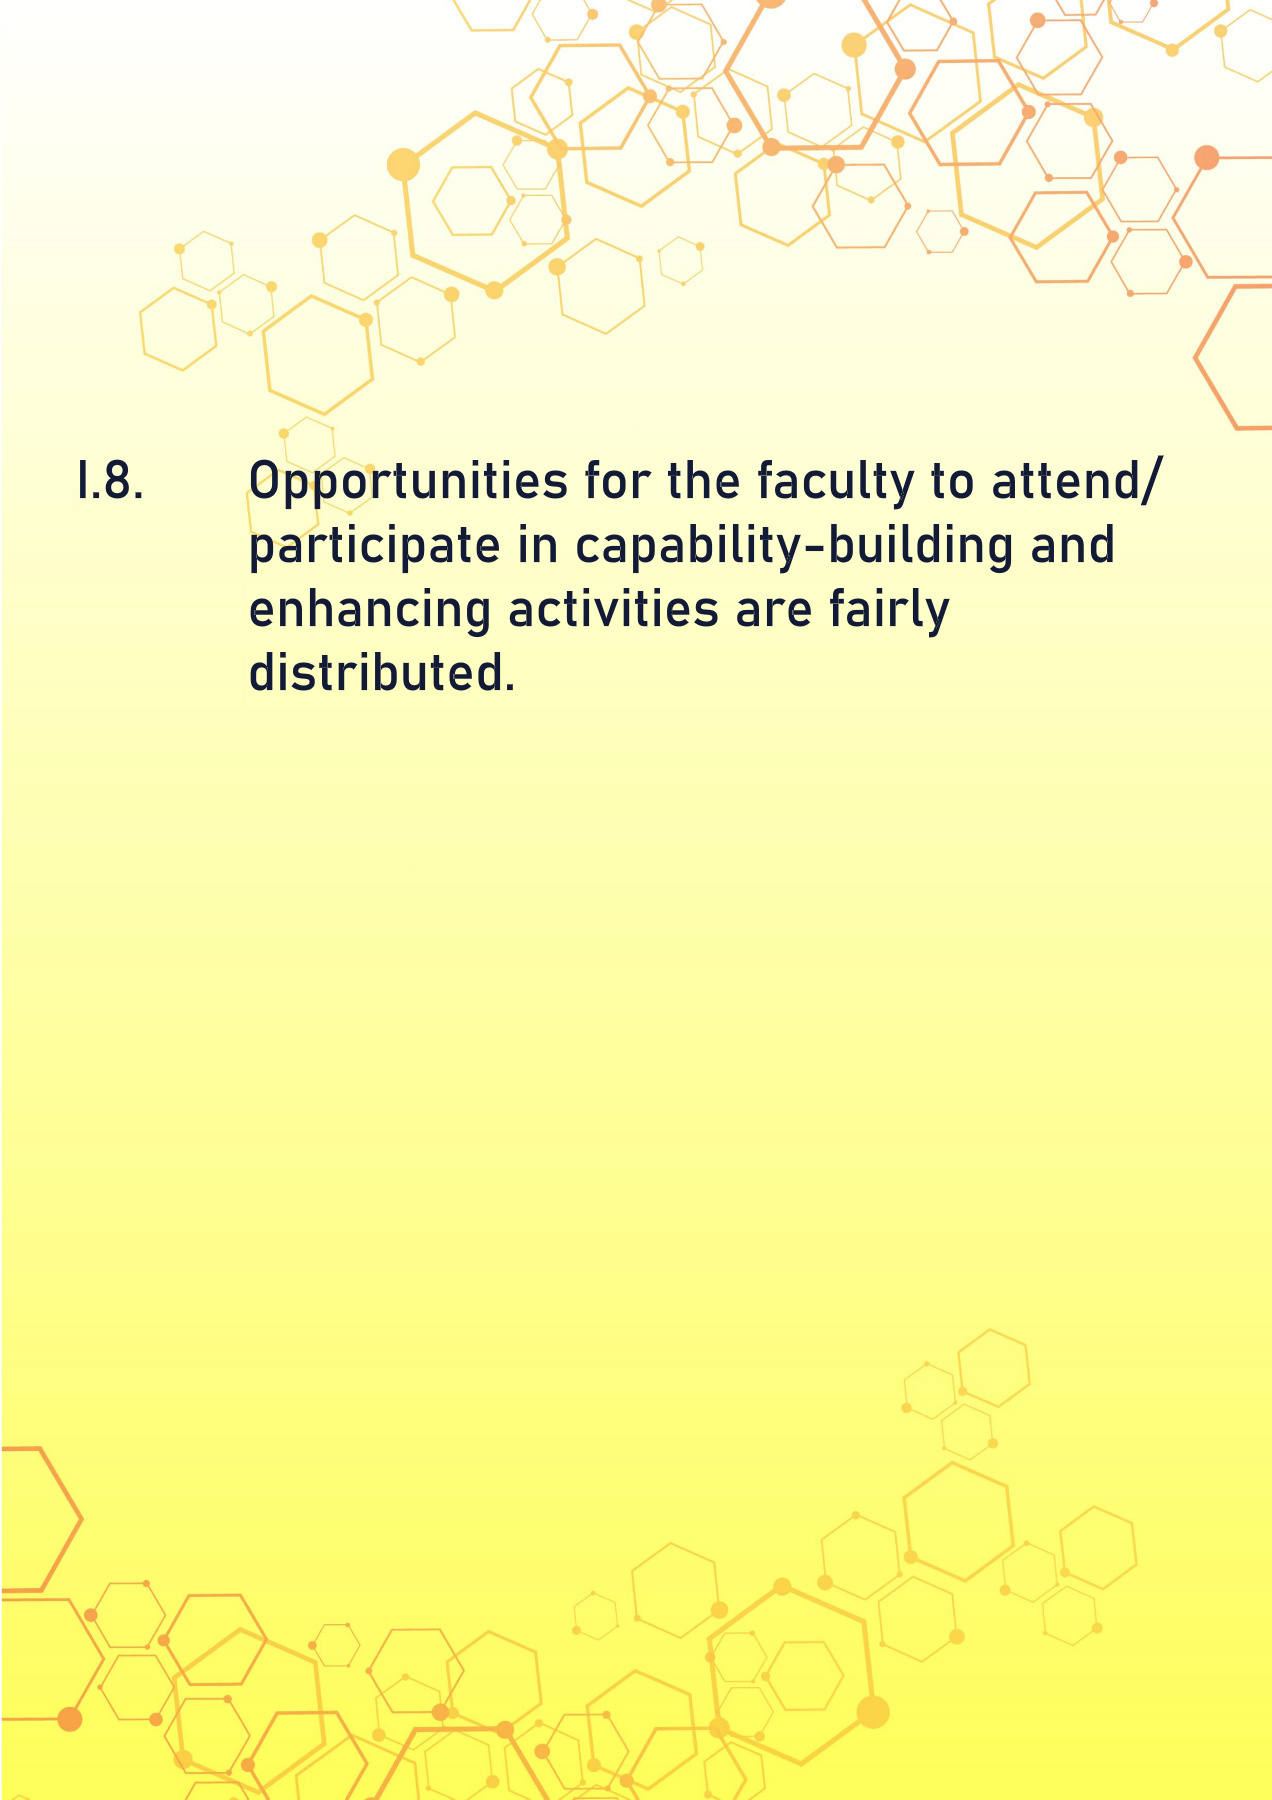 I.8. Opportunities for the faculty to attend/
participate in capability-building and
enhancing activities are fairly
distributed.